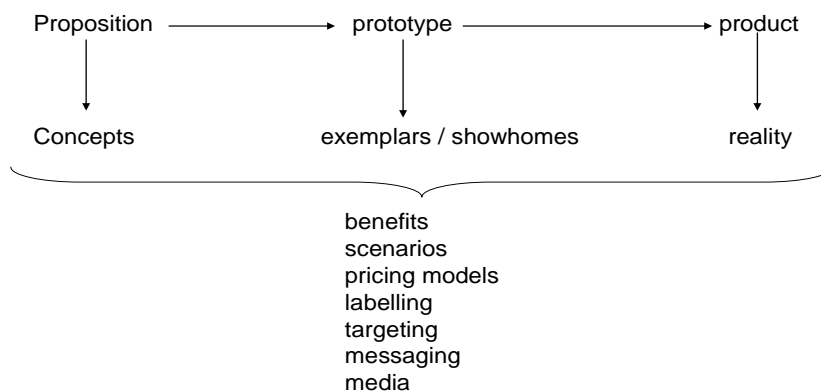 Proposition prototype product
Concepts exemplars / showhomes reality
benefits
scenarios
pricing models
labelling
targeting
messaging
media